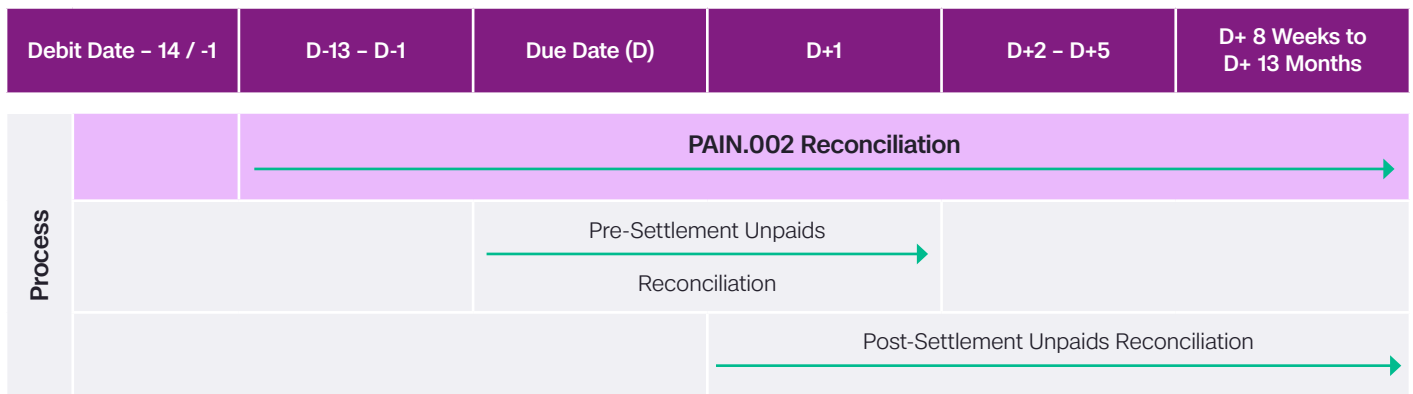 Debit Date – 14 / -1
D-13 – D-1
Due Date (D)
D+1
D+2 – D+5
D+ 8 Weeks to
D+ 13 Months
Process
PAIN.002 Reconciliation
Pre-Settlement Unpaids
Reconciliation
Post-Settlement Unpaids Reconciliation